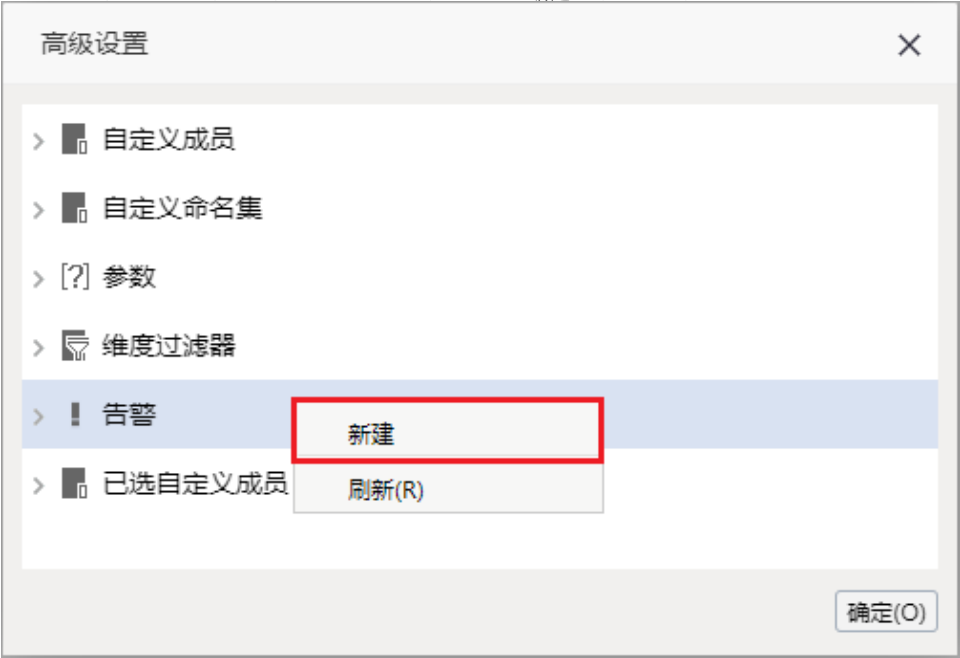 高级设置
自定义成员
自定义命名集
[?] 参数
维度过滤器
告警
新建
已选自定义成员
刷新(R)
确定(O)